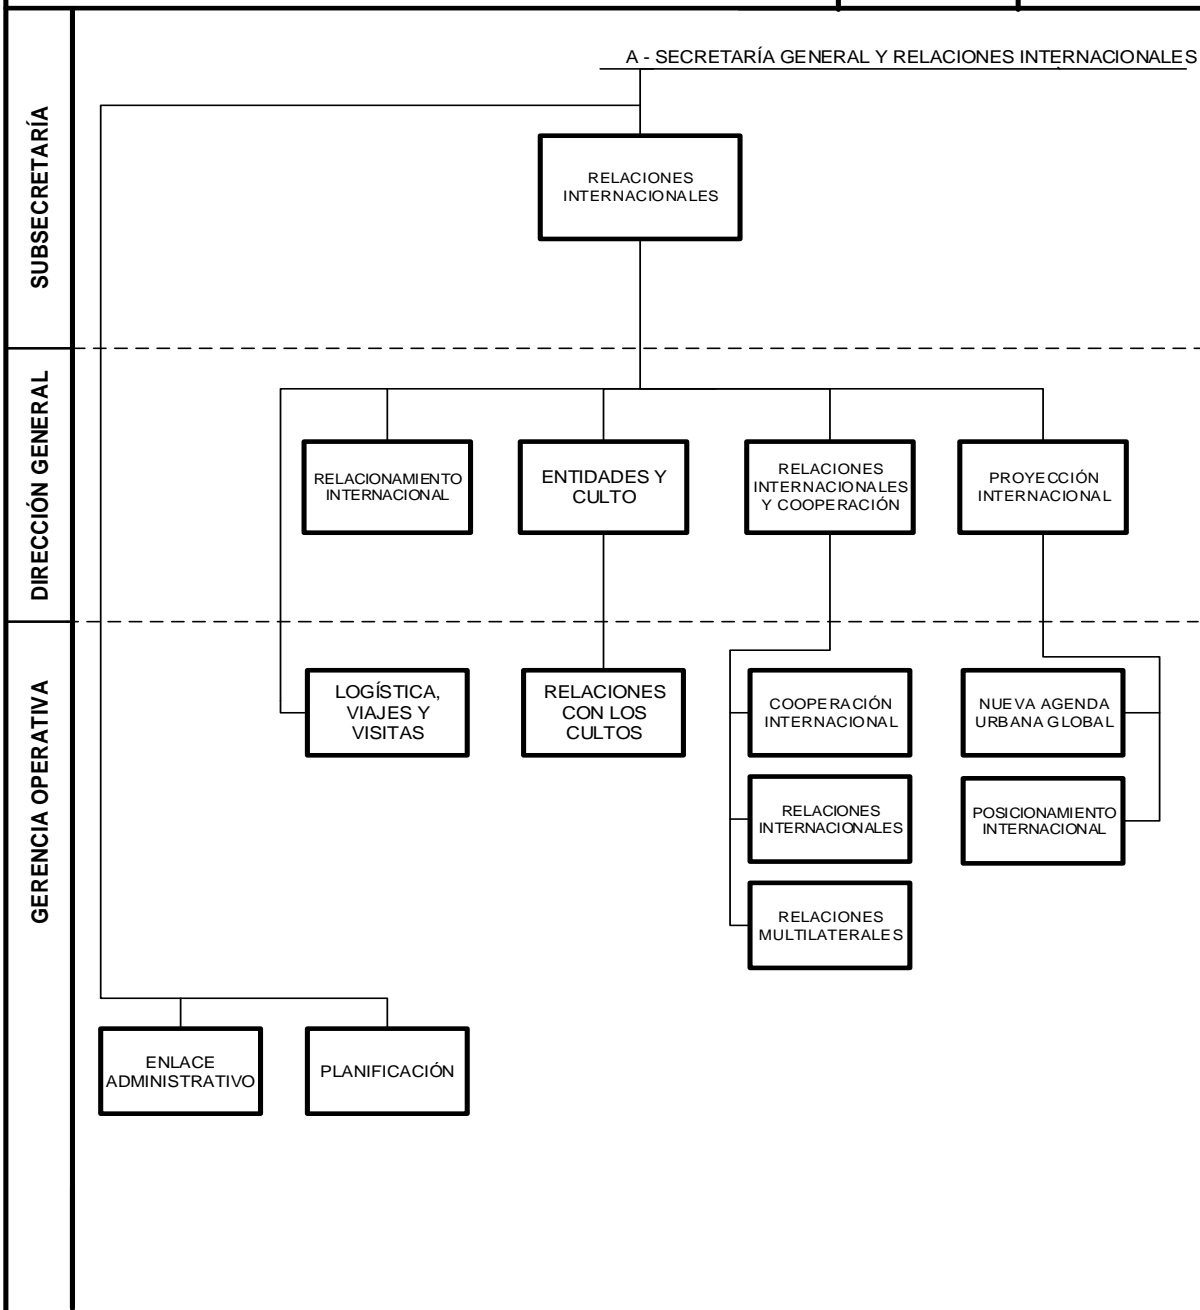 A - SECRETARÍA GENERAL Y RELACIONES INTERNACIONALES
SUBSECRETARÍA
RELACIONES
INTERNACIONALES
DIRECCIÓN GENERAL
RELACIONAMIENTO
INTERNACIONAL
ENTIDADES Y
CULTO
RELACIONES
INTERNACIONALES
Y COOPERACIÓN
PROYECCIÓN
INTERNACIONAL
GERENCIA OPERATIVA
LOGÍSTICA,
VIAJES Y
VISITAS
RELACIONES
CON LOS
CULTOS
COOPERACIÓN
INTERNACIONAL
NUEVA AGENDA
URBANA GLOBAL
RELACIONES
INTERNACIONALES
POSICIONAMIENTO
INTERNACIONAL
RELACIONES
MULTILATERALES
ENLACE
ADMINISTRATIVO
PLANIFICACIÓN